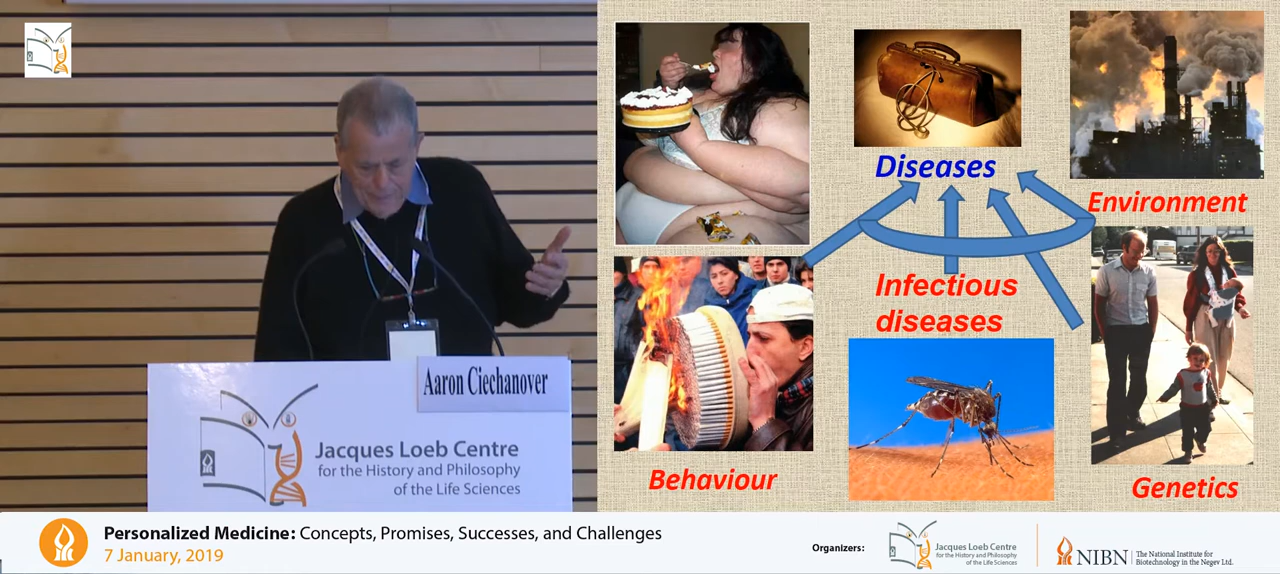 Diseases
Environment
Infectious
diseases
Behaviour
Genetics
Aaron Ciechanover
Jacques Loeb Centre
for the History and Philosophy
of the Life Sciences
Personalized Medicine: Concepts, Promises, Successes, and Challenges
7 January, 2019
Organizers:
Jacques Loeb Centre
for the History and Philosophy
of the Life Sciences
NIBN
The National Institute for
Biotechnology in the Negev Ltd.